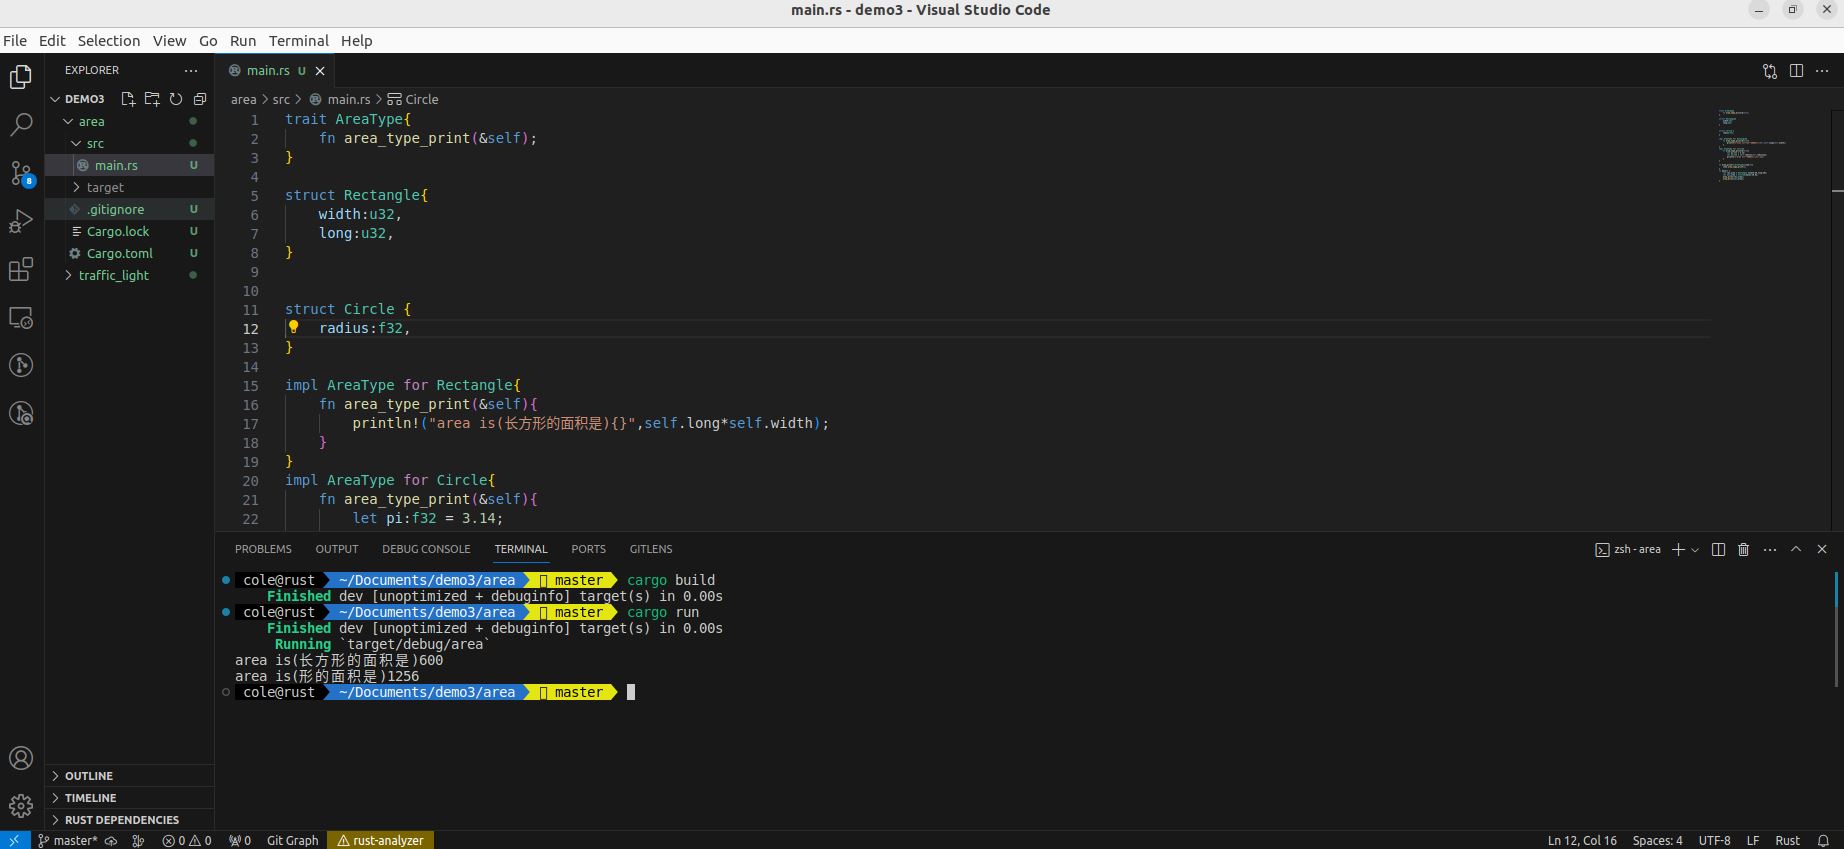 main.rs - demo3 - Visual Studio Code
File Edit Selection View Go Run Terminal Help
EXPLORER
DEMO3
area
src
main.rs U
target
.gitignore U
Cargo.lock U
Cargo.toml U
traffic_light
8
OUTLINE
TIMELINE
RUST DEPENDENCIES
main.rs U
area > src > main.rs > Circle
1 trait AreaType{
2 fn area_type_print(&self);
3 }
4
5 struct Rectangle{
6 width:u32,
7 long:u32,
8 }
9
10
11 struct Circle {
12 radius:f32,
13 }
14
15 impl AreaType for Rectangle{
16 fn area_type_print(&self){
17 println!("area is(长方形的面积是){}",self.long*self.width);
18 }
19 }
20 impl AreaType for Circle{
21 fn area_type_print(&self){
22 let pi:f32 = 3.14;
PROBLEMS OUTPUT DEBUG CONSOLE TERMINAL PORTS GITLENS
zsh - area
cole@rust ~/Documents/demo3/area master cargo build
Finished dev [unoptimized + debuginfo] target(s) in 0.00s
cole@rust ~/Documents/demo3/area master cargo run
Finished dev [unoptimized + debuginfo] target(s) in 0.00s
Running `target/debug/area`
area is(长方形的面积是)600
area is(形的面积是)1256
cole@rust ~/Documents/demo3/area master
master* 0 0 0 Git Graph rust-analyzer Ln 12, Col 16 Spaces: 4 UTF-8 LF Rust